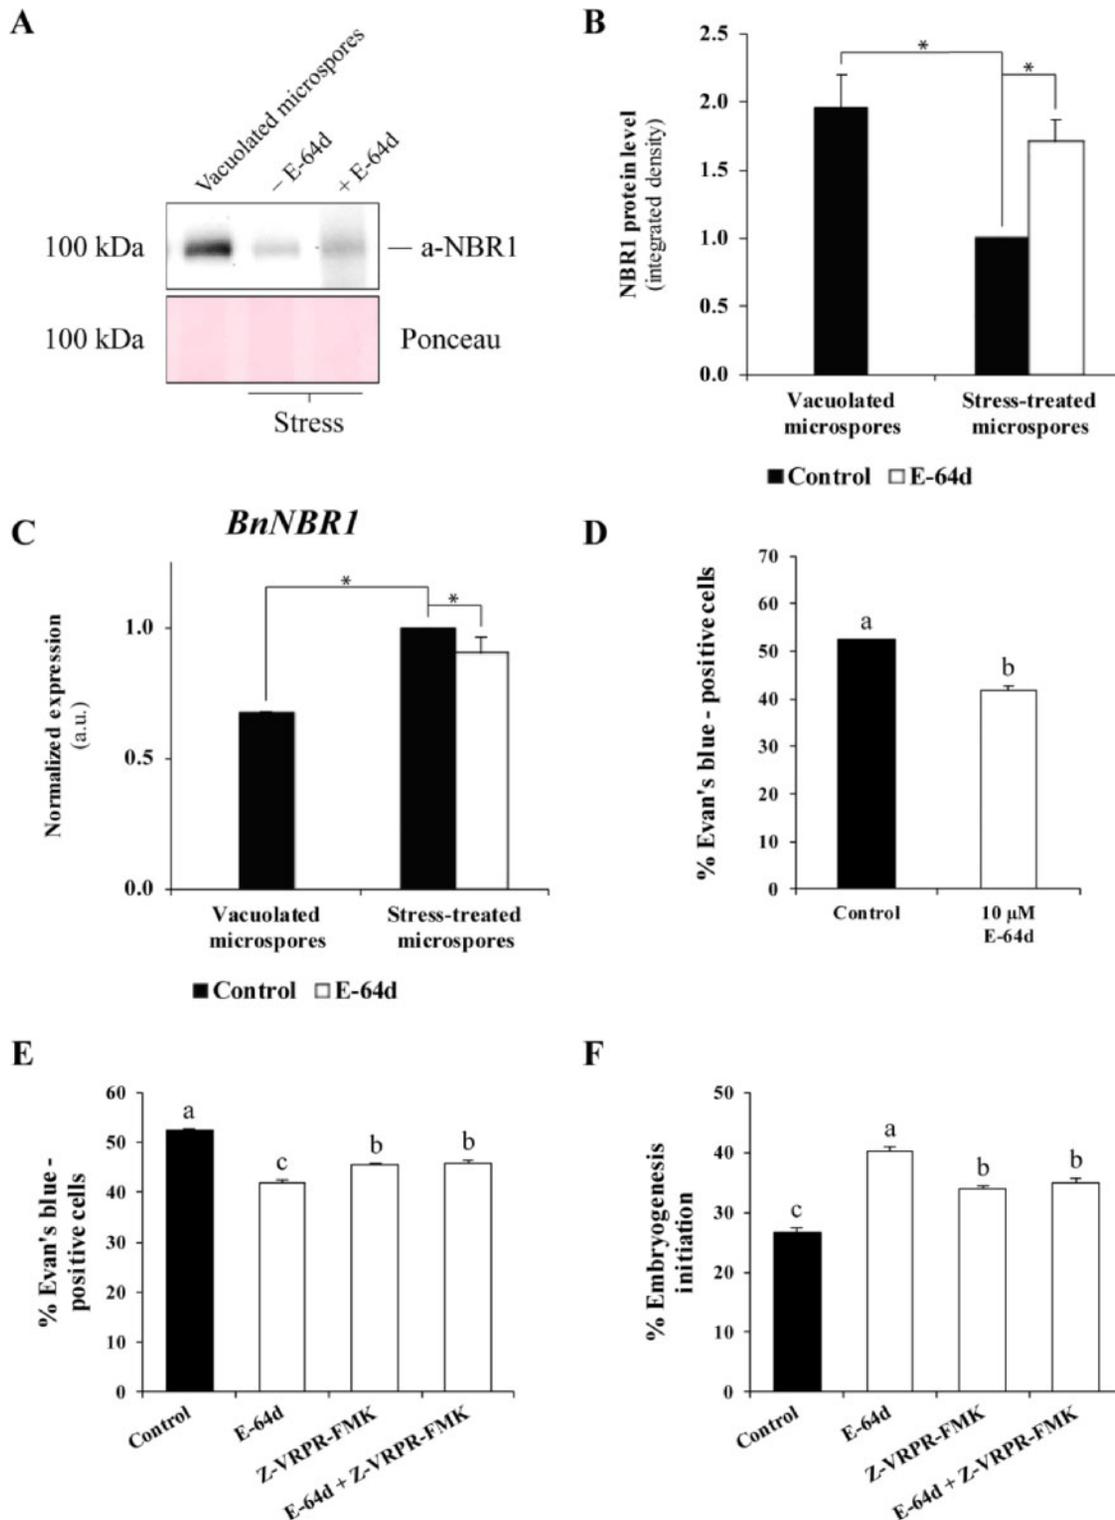 A
Vacuolated microspores
– E-64d
+ E-64d
100 kDa
a-NBR1
100 kDa
Ponceau
Stress
B
NBR1 protein level
(integrated density)
2.5
2.0
1.5
1.0
0.5
0.0
*
*
Vacuolated
microspores
Stress-treated
microspores
Control E-64d
C
BnNBR1
Normalized expression
(a.u.)
1.0
0.5
0.0
*
*
Vacuolated
microspores
Stress-treated
microspores
Control E-64d
D
% Evan's blue - positive cells
70
60
50
40
30
20
10
0
a
b
Control
10 µM
E-64d
E
% Evan's blue -
positive cells
60
50
40
30
20
10
0
a
c
b
b
Control
E-64d
Z-VRPR-FMK
E-64d + Z-VRPR-FMK
F
% Embryogenesis
initiation
50
40
30
20
10
0
c
a
b
b
Control
E-64d
Z-VRPR-FMK
E-64d + Z-VRPR-FMK